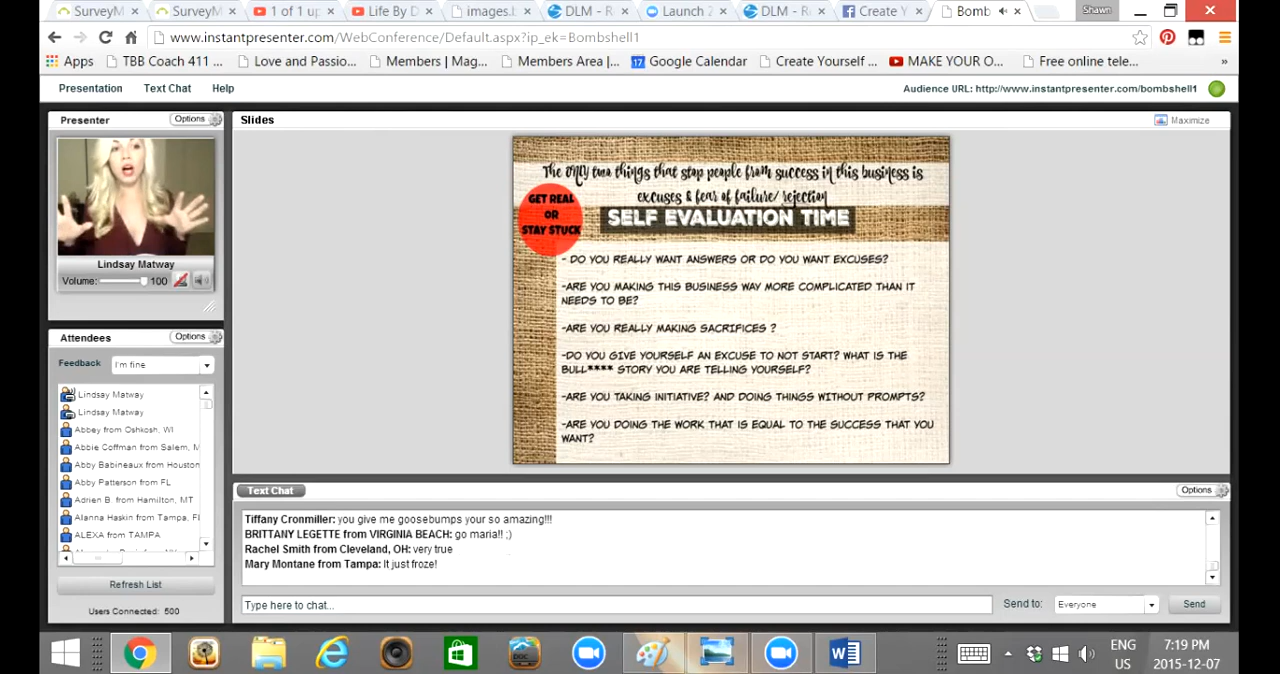 SurveyM
SurveyM
1 of 1 up
Life By D
images.b
DLM - R
Launch 2
DLM - R
Create Y
Bomb
Shawn
www.instantpresenter.com/WebConference/Default.aspx?ip_ek=Bombshell1
Apps
TBB Coach 411 ...
Love and Passio...
Members | Mag...
Members Area |...
17
Google Calendar
Create Yourself ...
MAKE YOUR O...
Free online tele...
»
Presentation
Text Chat
Help
Audience URL: http://www.instantpresenter.com/bombshell1
Presenter
Options
Slides
Maximize
The ONLY two things that stop people from success in this business is
excuses & fear of failure/ rejection
GET REAL
OR
STAY STUCK
SELF EVALUATION TIME
- DO YOU REALLY WANT ANSWERS OR DO YOU WANT EXCUSES?
-ARE YOU MAKING THIS BUSINESS WAY MORE COMPLICATED THAN IT
NEEDS TO BE?
-ARE YOU REALLY MAKING SACRIFICES ?
-DO YOU GIVE YOURSELF AN EXCUSE TO NOT START? WHAT IS THE
BULL**** STORY YOU ARE TELLING YOURSELF?
-ARE YOU TAKING INITIATIVE? AND DOING THINGS WITHOUT PROMPTS?
-ARE YOU DOING THE WORK THAT IS EQUAL TO THE SUCCESS THAT YOU
WANT?
Lindsay Matway
Volume:
100
Attendees
Options
Feedback
I'm fine
Lindsay Matway
Lindsay Matway
Abbey from Oshkosh, WI
Abbie Coffman from Salem, M
Abby Babineaux from Houston
Abby Patterson from FL
Adrien B. from Hamilton, MT
Alanna Haskin from Tampa, FL
ALEXA from TAMPA
Refresh List
Users Connected: 500
Text Chat
Options
Tiffany Cronmiller: you give me goosebumps your so amazing!!!
BRITTANY LEGETTE from VIRGINIA BEACH: go maria!! ;)
Rachel Smith from Cleveland, OH: very true
Mary Montane from Tampa: It just froze!
Type here to chat...
Send to:
Everyone
Send
DOC
ENG
US
7:19 PM
2015-12-07